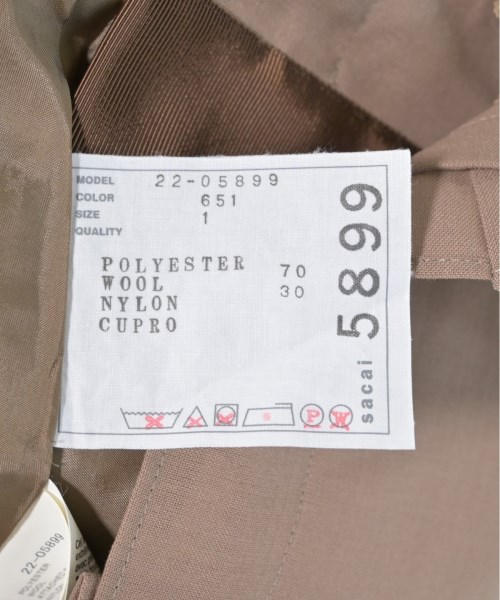 MODEL 22-05899
COLOR 651
SIZE 1
QUALITY
POLYESTER 70
WOOL 30
NYLON
CUPRO
P W
sacai 5899
22-05899
POLYESTER
WOOL